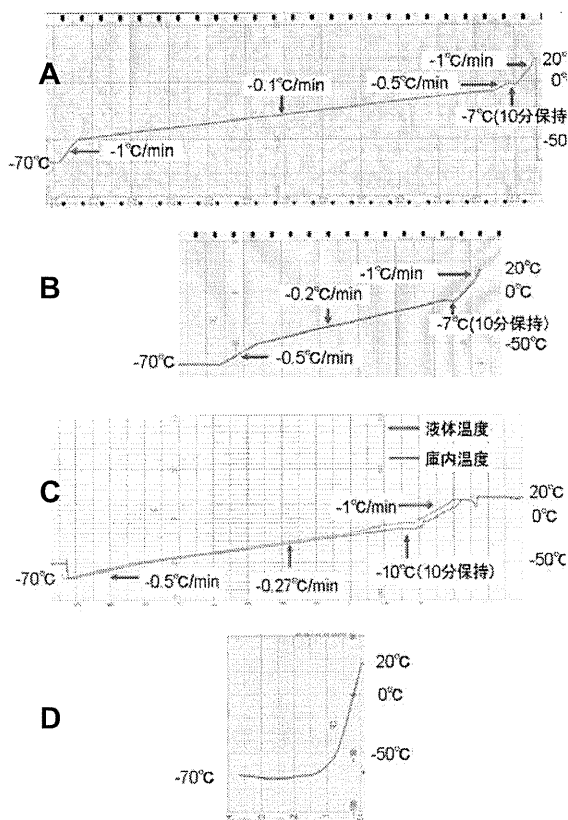 A
-1℃/min
20℃
0℃
-0.1℃/min
-0.5℃/min
-7℃(10分保持)
-50
-70℃
-1℃/min
B
-1℃/min
20℃
0℃
-0.2℃/min
-7℃(10分保持)
-50℃
-70℃
-0.5℃/min
C
液体温度
庫内温度
-1℃/min
20℃
0℃
-50℃
-70℃
-0.5℃/min
-0.27℃/min
-10℃(10分保持)
D
20℃
0℃
-50℃
-70℃